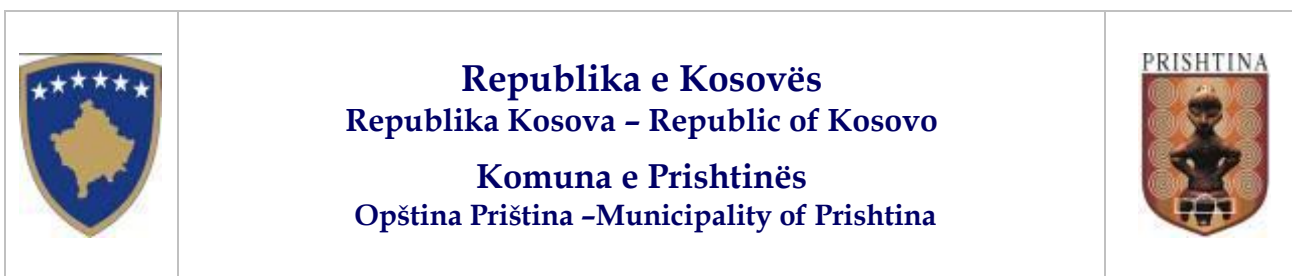 Republika e Kosovës
Republika Kosova – Republic of Kosovo
Komuna e Prishtinës
Opština Priština –Municipality of Prishtina
PRISHTINA